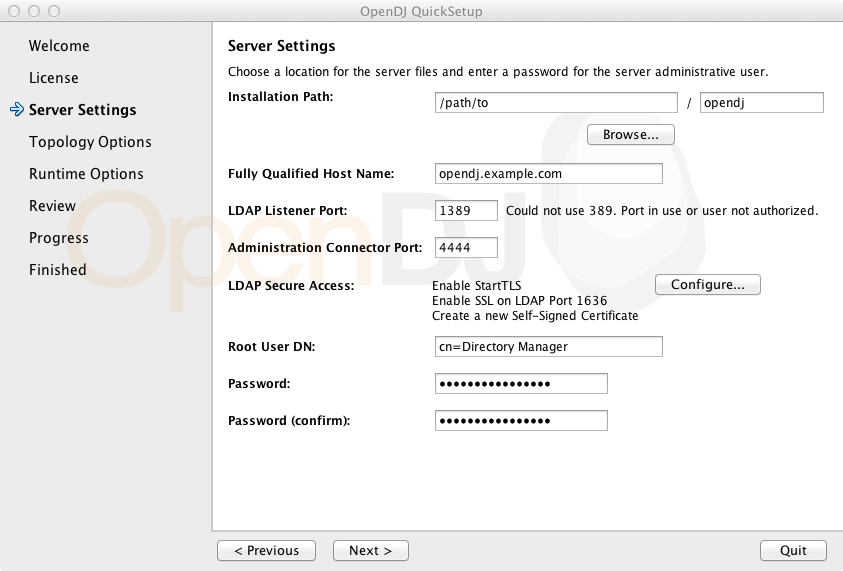 OpenDJ QuickSetup
Welcome
License
Server Settings
Topology Options
Runtime Options
Review
Progress
Finished
Server Settings
Choose a location for the server files and enter a password for the server administrative user.
Installation Path: /path/to / opendj
Browse...
Fully Qualified Host Name: opendj.example.com
LDAP Listener Port: 1389 Could not use 389. Port in use or user not authorized.
Administration Connector Port: 4444
LDAP Secure Access: Enable StartTLS Configure...
Enable SSL on LDAP Port 1636
Create a new Self-Signed Certificate
Root User DN: cn=Directory Manager
Password: ••••••••••••••••
Password (confirm): ••••••••••••••••
OpenDJ
< Previous Next > Quit